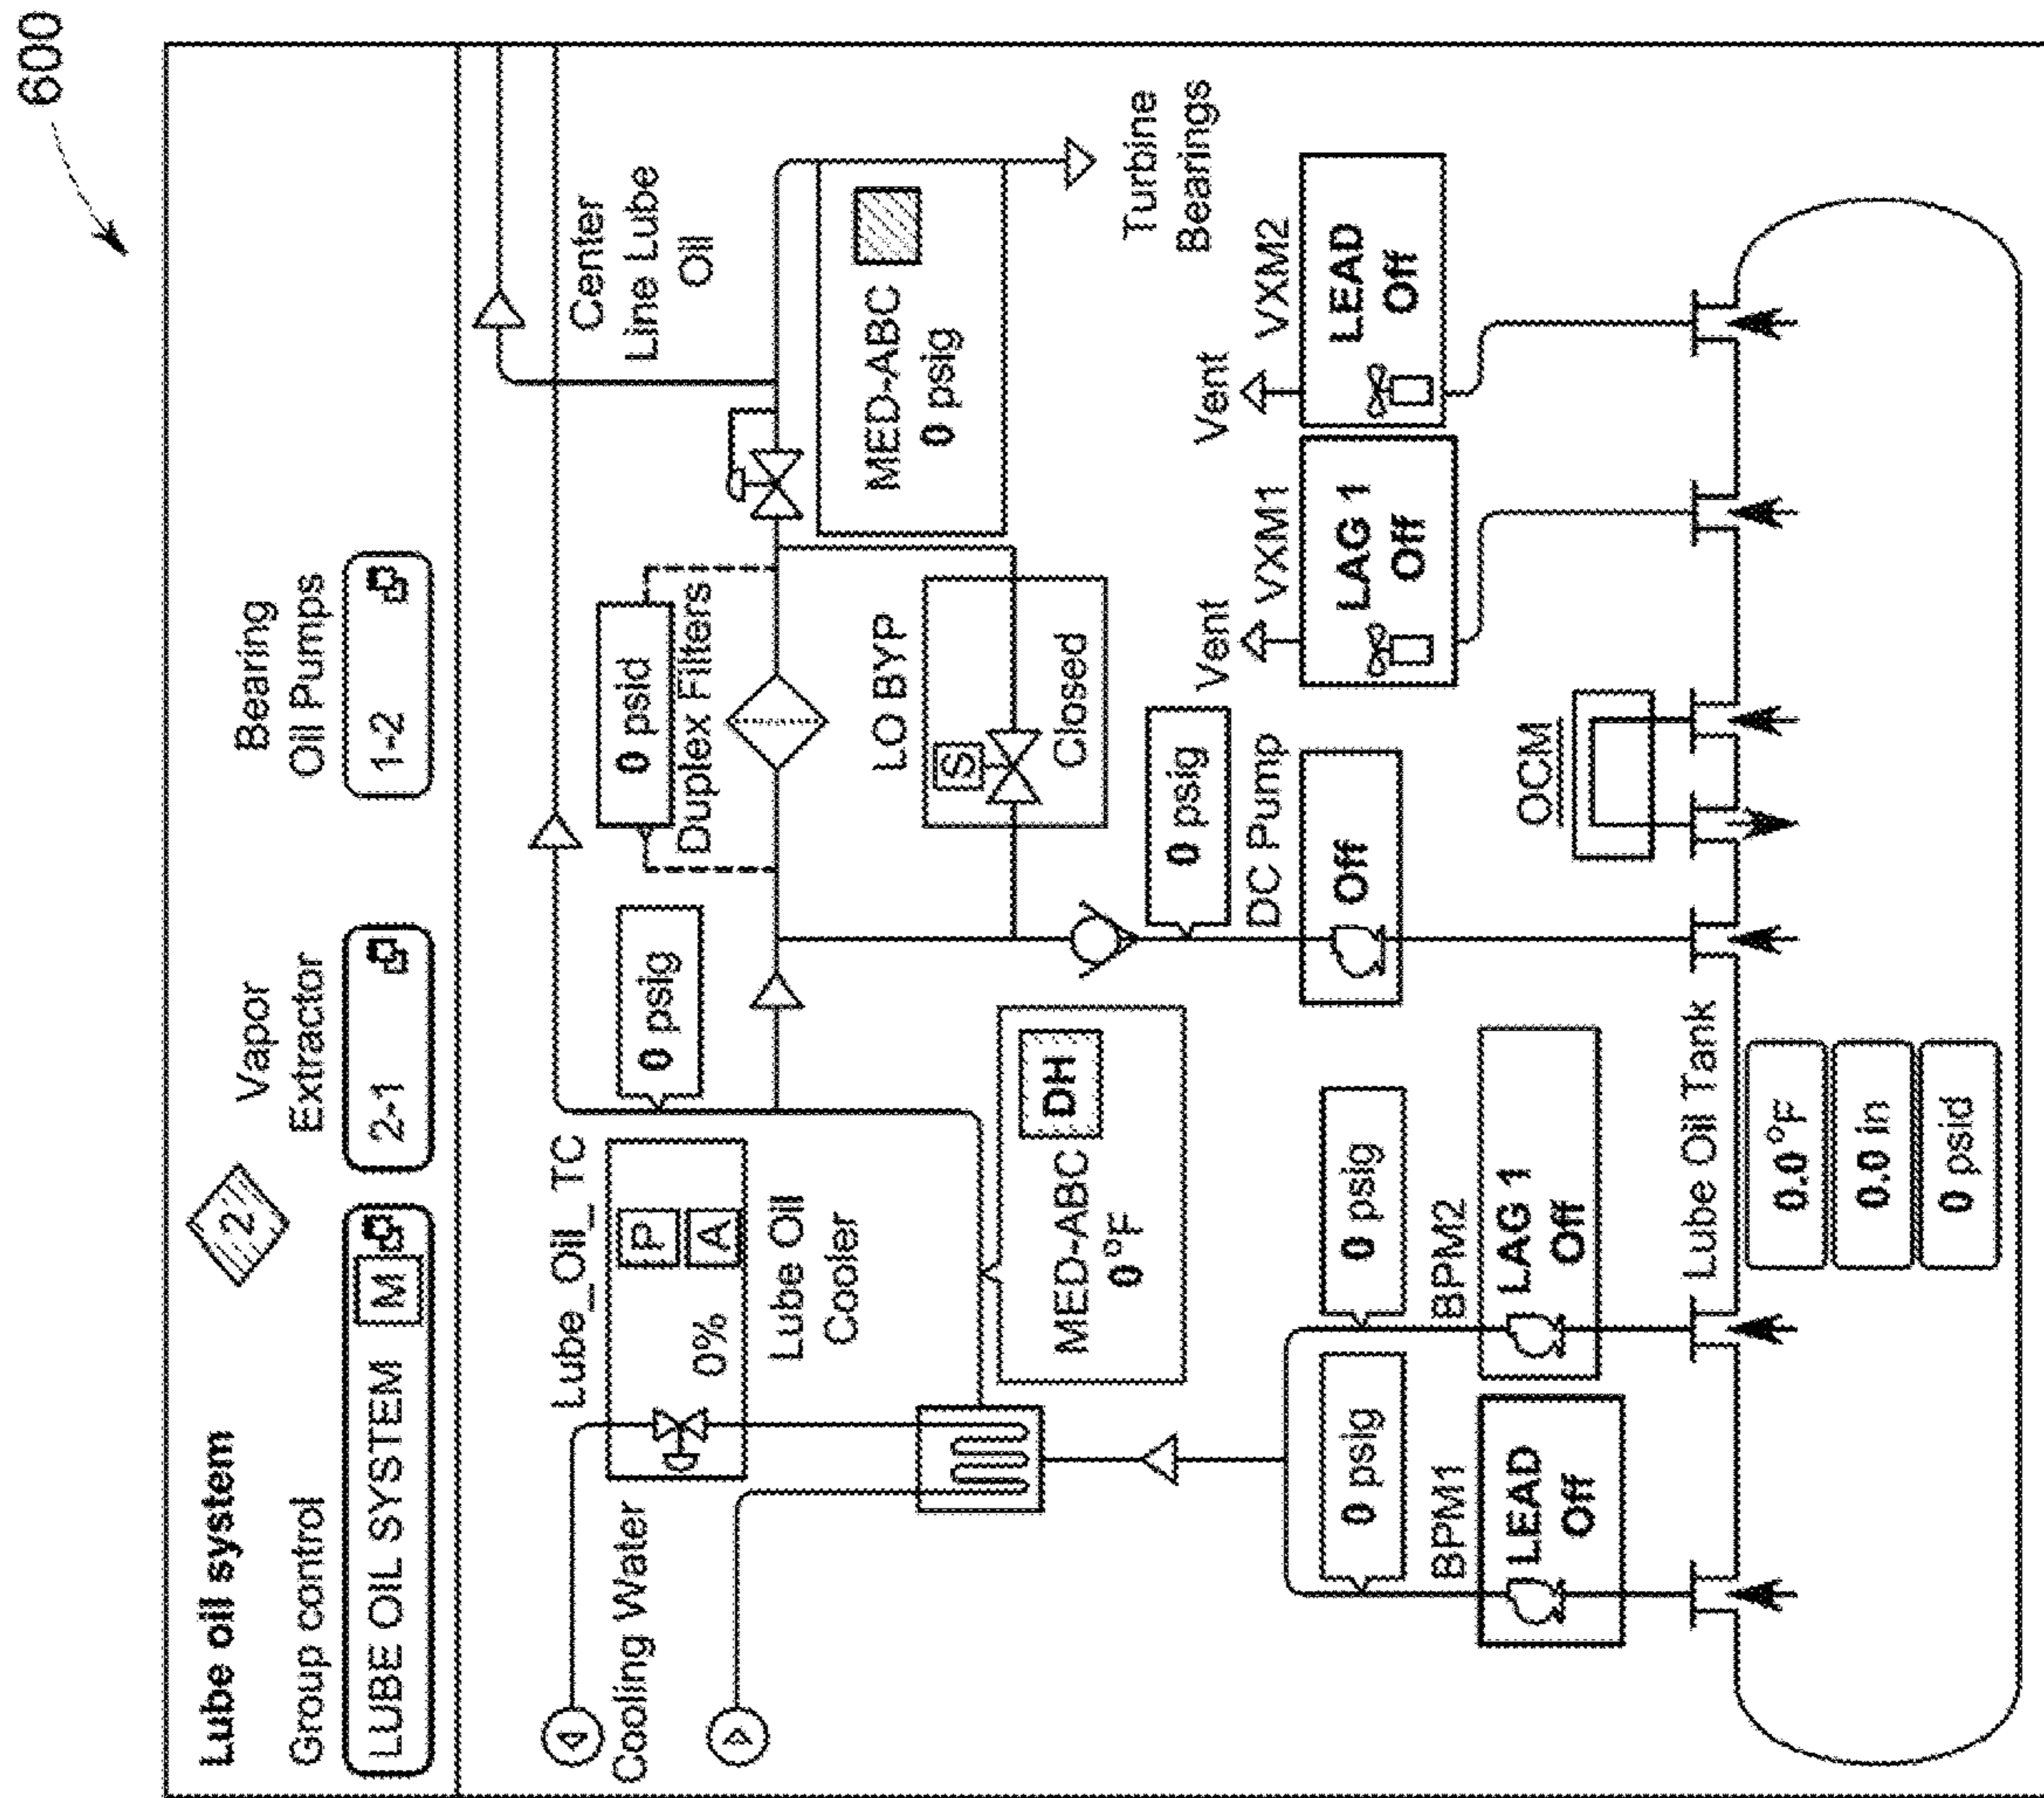 600
Lube oil system
2
Group control
Vapor
Extractor
Bearing
Oil Pumps
LUBE OIL SYSTEM M
2-1
1-2
Lube_Oil_TC
Cooling Water
0%
P
A
Lube Oil
Cooler
0 psig
0 psid
Duplex Filters
Center
Line Lube
Oil
MED-ABC
DH
0 °F
LO BYP
S
Closed
MED-ABC
0 psig
Turbine
Bearings
0 psig
0 psig
0 psig
BPM1
BPM2
DC Pump
LEAD
Off
LAG 1
Off
Off
Vent
Vent
VXM1
VXM2
LAG 1
Off
LEAD
Off
OCM
Lube Oil Tank
0.0 °F
0.0 in
0 psid